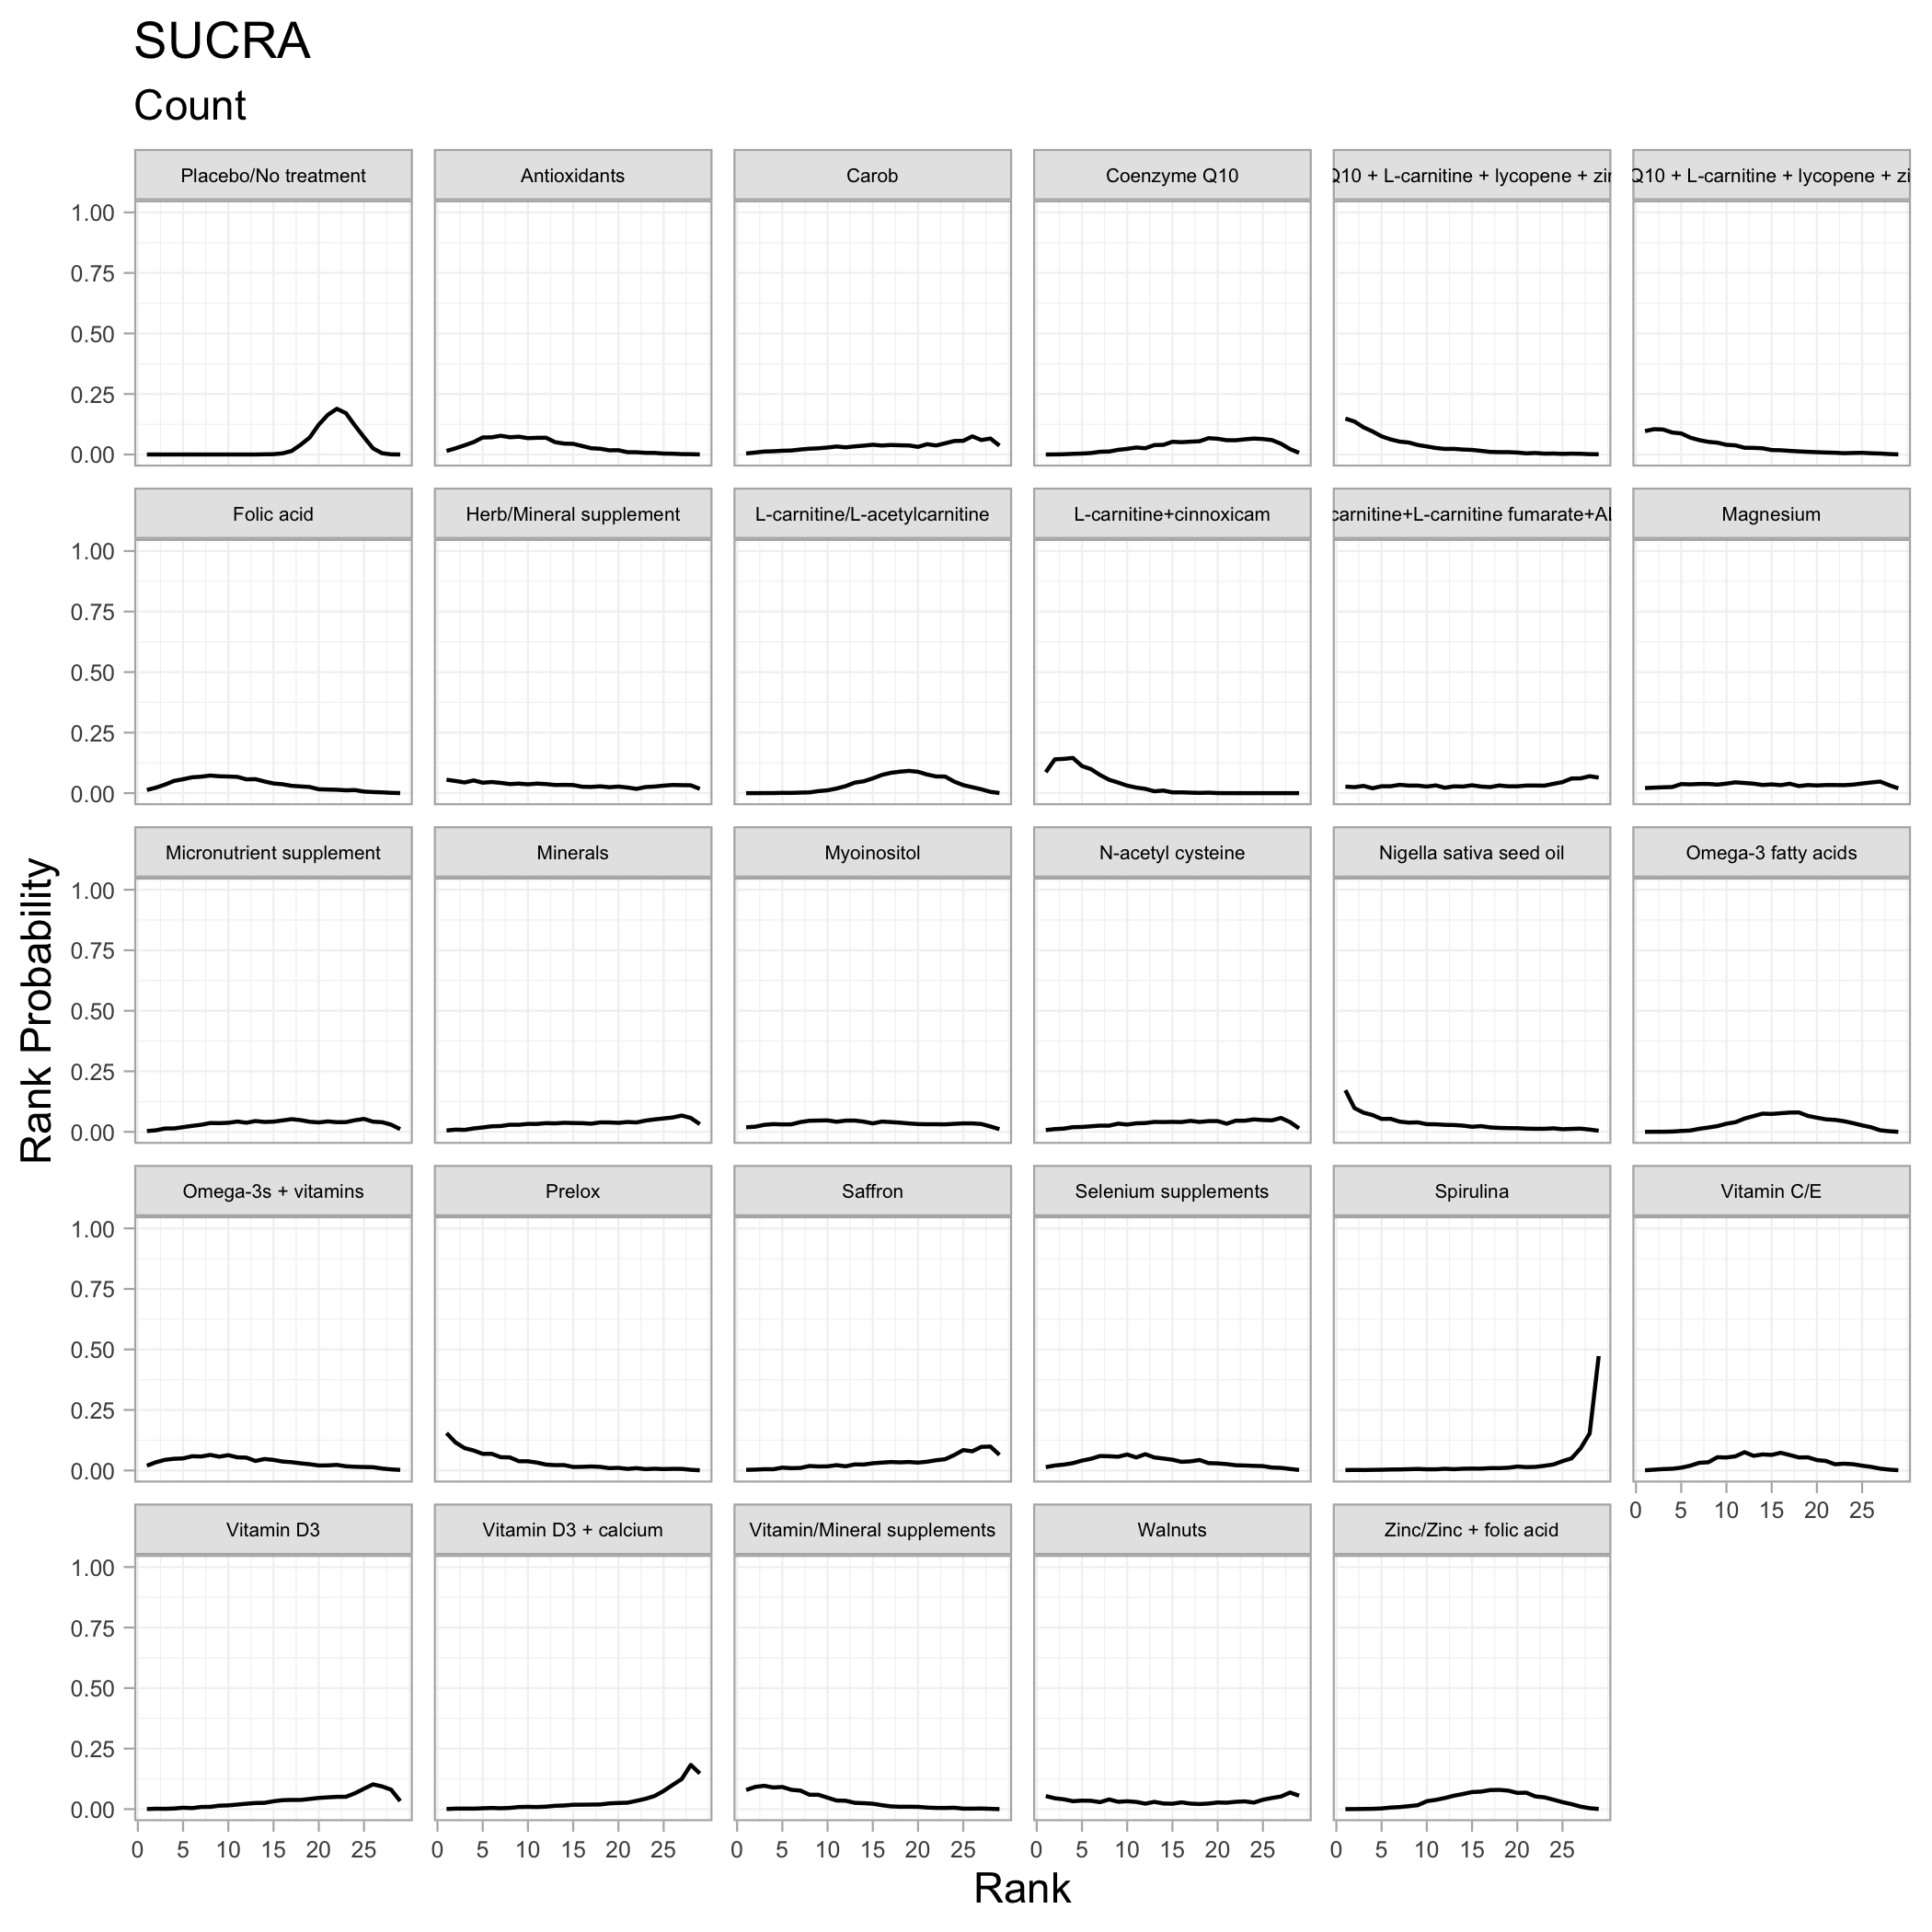 SUCRA
Count
Placebo/No treatment
Antioxidants
Carob
Coenzyme Q10
Q10 + L-carnitine + lycopene + zin
Q10 + L-carnitine + lycopene + zi
1.00
0.75
0.50
0.25
0.00
Folic acid
Herb/Mineral supplement
L-carnitine/L-acetylcarnitine
L-carnitine+cinnoxicam
carnitine+L-carnitine fumarate+AL
Magnesium
1.00
0.75
0.50
0.25
0.00
Micronutrient supplement
Minerals
Myoinositol
N-acetyl cysteine
Nigella sativa seed oil
Omega-3 fatty acids
1.00
0.75
0.50
0.25
0.00
Rank Probability
Omega-3s + vitamins
Prelox
Saffron
Selenium supplements
Spirulina
Vitamin C/E
1.00
0.75
0.50
0.25
0.00
0 5 10 15 20 25
Vitamin D3
Vitamin D3 + calcium
Vitamin/Mineral supplements
Walnuts
Zinc/Zinc + folic acid
1.00
0.75
0.50
0.25
0.00
0 5 10 15 20 25
0 5 10 15 20 25
0 5 10 15 20 25
0 5 10 15 20 25
0 5 10 15 20 25
Rank